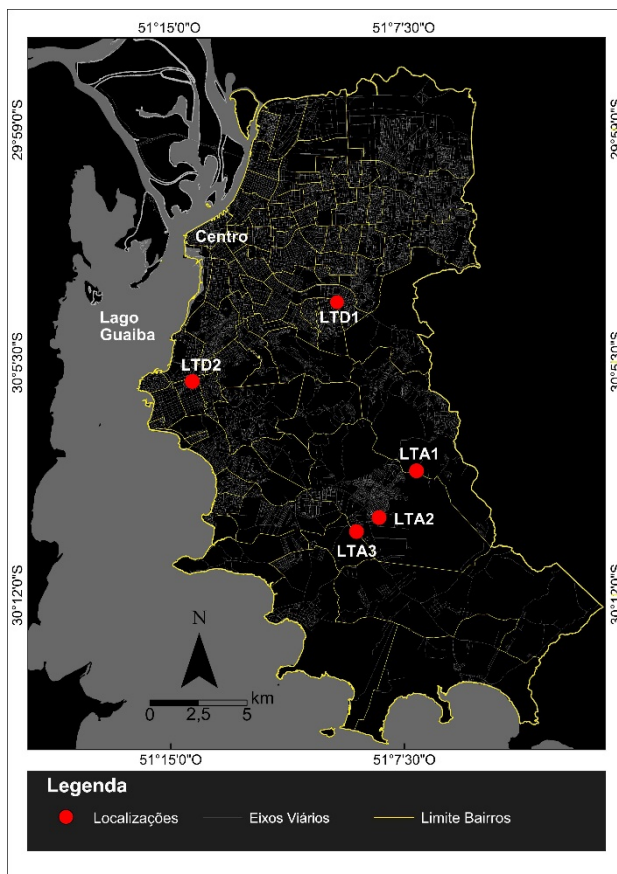 51°15'0"O 51°7'30"O
29°59'0"S 29°59'0"S
Centro
Lago
Guaiba
LTD1
30°5'30"S 30°5'30"S
LTD2
LTA1
LTA2
LTA3
30°12'0"S 30°12'0"S
N
km
0 2,5 5
51°15'0"O 51°7'30"O
Legenda
Localizações Eixos Viários Limite Bairros